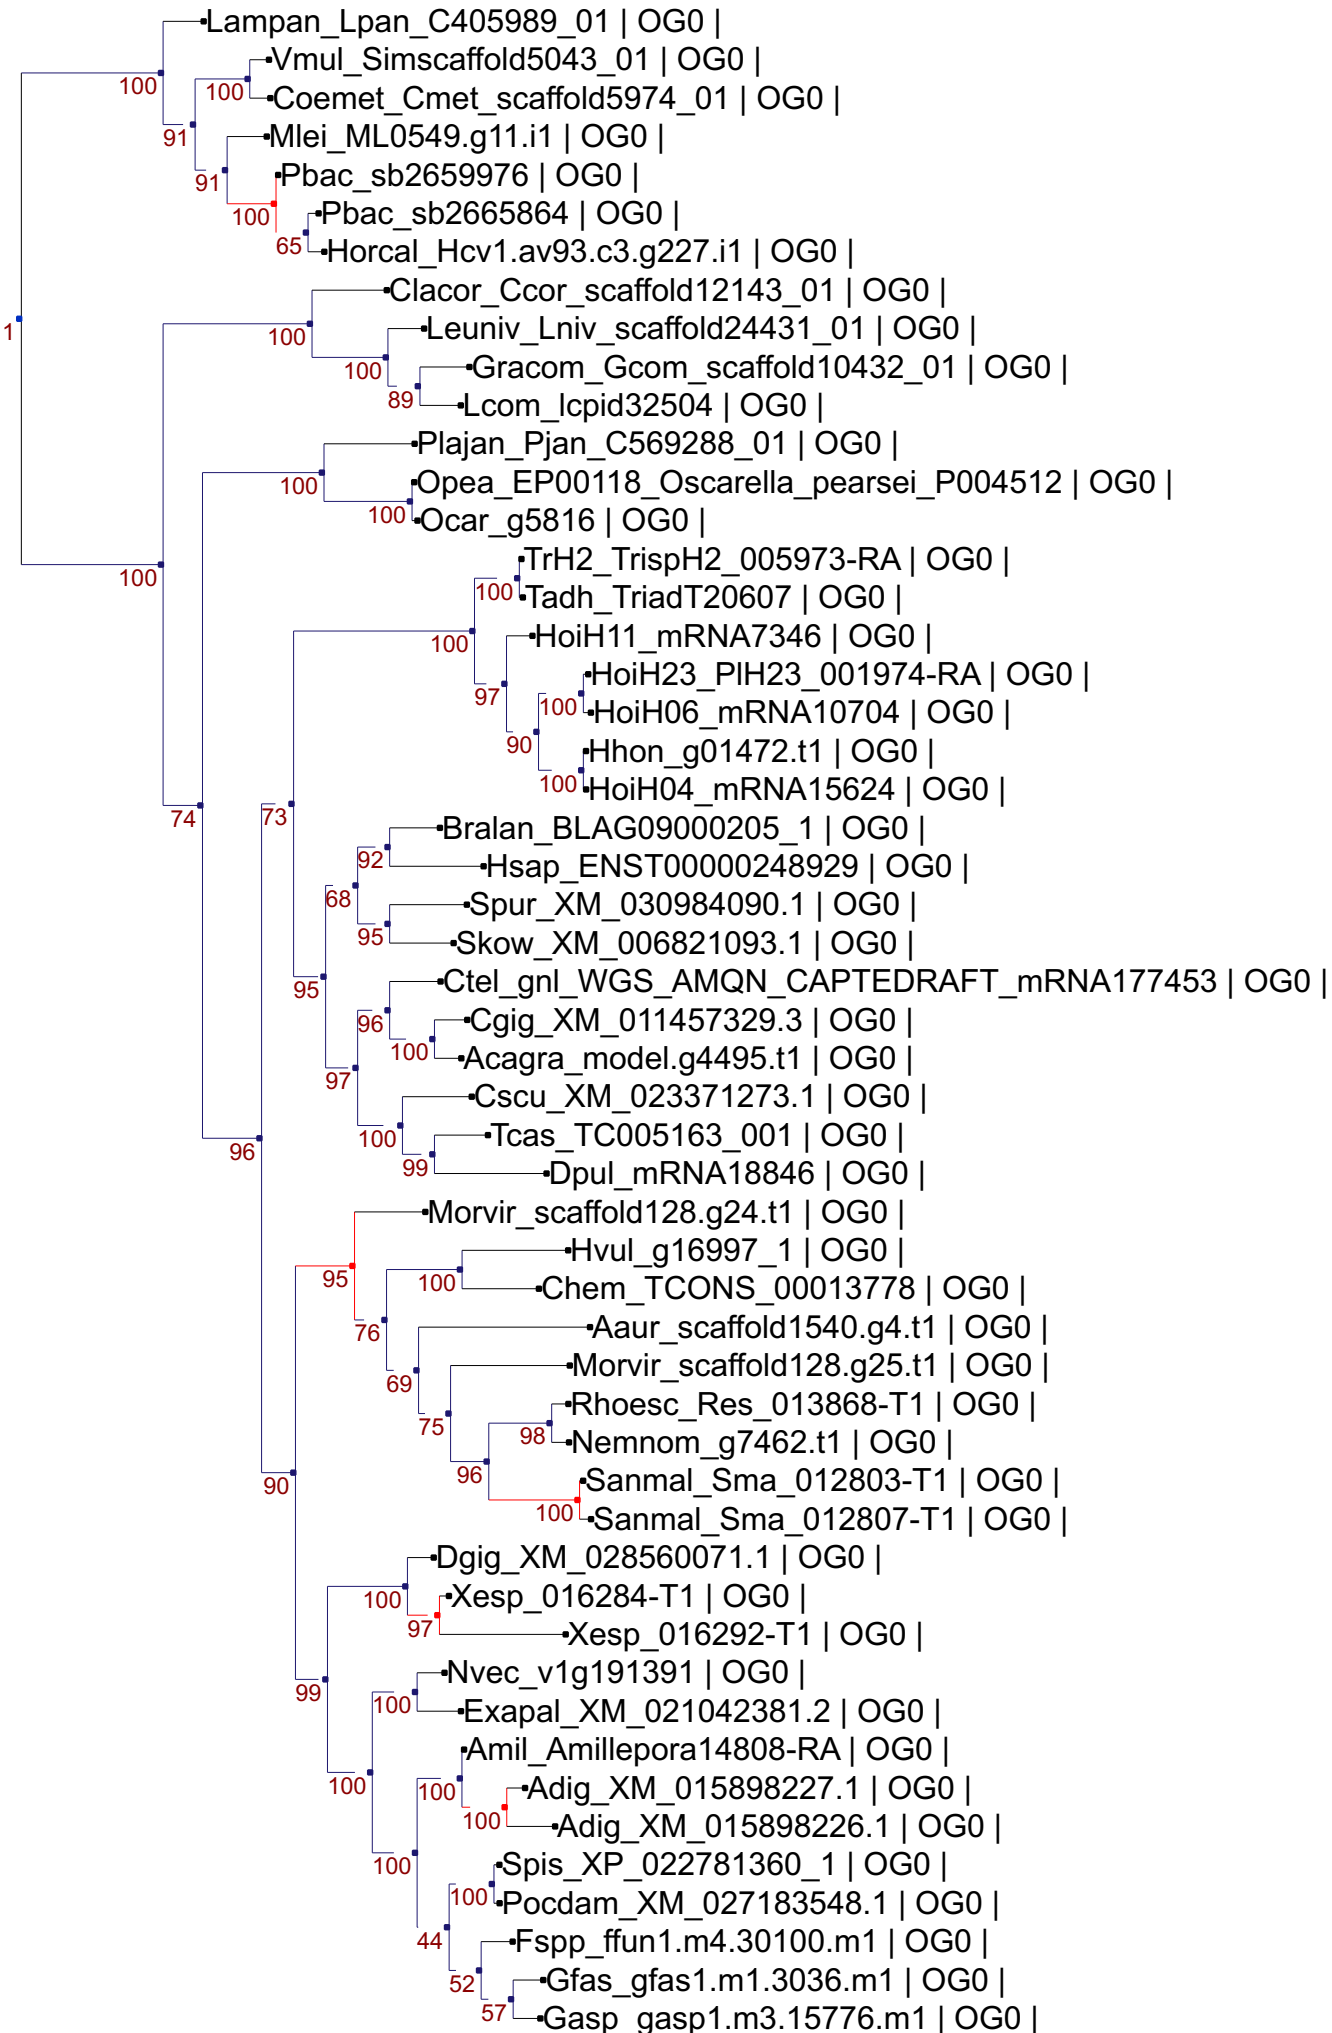 Lampan_Lpan_C405989_01 | OG0 |
Vmul_Simscaffold5043_01 | OG0 |
100
100
Coemet_Cmet_scaffold5974_01 | OG0 |
91
Mlei_ML0549.g11.i1 | OG0 |
91
Pbac_sb2659976 | OG0 |
100
Pbac_sb2665864 | OG0 |
65
Horcal_Hcv1.av93.c3.g227.i1 | OG0 |
Clacor_Ccor_scaffold12143_01 | OG0 |
1
100
Leuniv_Lniv_scaffold24431_01 | OG0 |
100
Gracom_Gcom_scaffold10432_01 | OG0 |
89
Lcom_lcpid32504 | OG0 |
Plajan_Pjan_C569288_01 | OG0 |
100
Opea_EP00118_Oscarella_pearsei_P004512 | OG0 |
100
Ocar_g5816 | OG0 |
100
TrH2_TrispH2_005973-RA | OG0 |
100
Tadh_TriadT20607 | OG0 |
100
HoiH11_mRNA7346 | OG0 |
97
HoiH23_PlH23_001974-RA | OG0 |
100
HoiH06_mRNA10704 | OG0 |
90
Hhon_g01472.t1 | OG0 |
100
HoiH04_mRNA15624 | OG0 |
74
73
Bralan_BLAG09000205_1 | OG0 |
92
Hsap_ENST00000248929 | OG0 |
68
Spur_XM_030984090.1 | OG0 |
95
Skow_XM_006821093.1 | OG0 |
95
Ctel_gnl_WGS_AMQN_CAPTEDRAFT_mRNA177453 | OG0 |
96
Cgig_XM_011457329.3 | OG0 |
100
Acagra_model.g4495.t1 | OG0 |
97
Cscu_XM_023371273.1 | OG0 |
100
Tcas_TC005163_001 | OG0 |
96
99
Dpul_mRNA18846 | OG0 |
Morvir_scaffold128.g24.t1 | OG0 |
95
Hvul_g16997_1 | OG0 |
100
Chem_TCONS_00013778 | OG0 |
76
Aaur_scaffold1540.g4.t1 | OG0 |
69
Morvir_scaffold128.g25.t1 | OG0 |
75
Rhoesc_Res_013868-T1 | OG0 |
98
Nemnom_g7462.t1 | OG0 |
90
96
Sanmal_Sma_012803-T1 | OG0 |
100
Sanmal_Sma_012807-T1 | OG0 |
Dgig_XM_028560071.1 | OG0 |
100
Xesp_016284-T1 | OG0 |
97
Xesp_016292-T1 | OG0 |
Nvec_v1g191391 | OG0 |
99
100
Exapal_XM_021042381.2 | OG0 |
Amil_Amillepora14808-RA | OG0 |
100
100
Adig_XM_015898227.1 | OG0 |
100
Adig_XM_015898226.1 | OG0 |
100
Spis_XP_022781360_1 | OG0 |
100
Pocdam_XM_027183548.1 | OG0 |
44
Fspp_ffun1.m4.30100.m1 | OG0 |
52
Gfas_gfas1.m1.3036.m1 | OG0 |
57
Gasp_gasp1.m3.15776.m1 | OG0 |